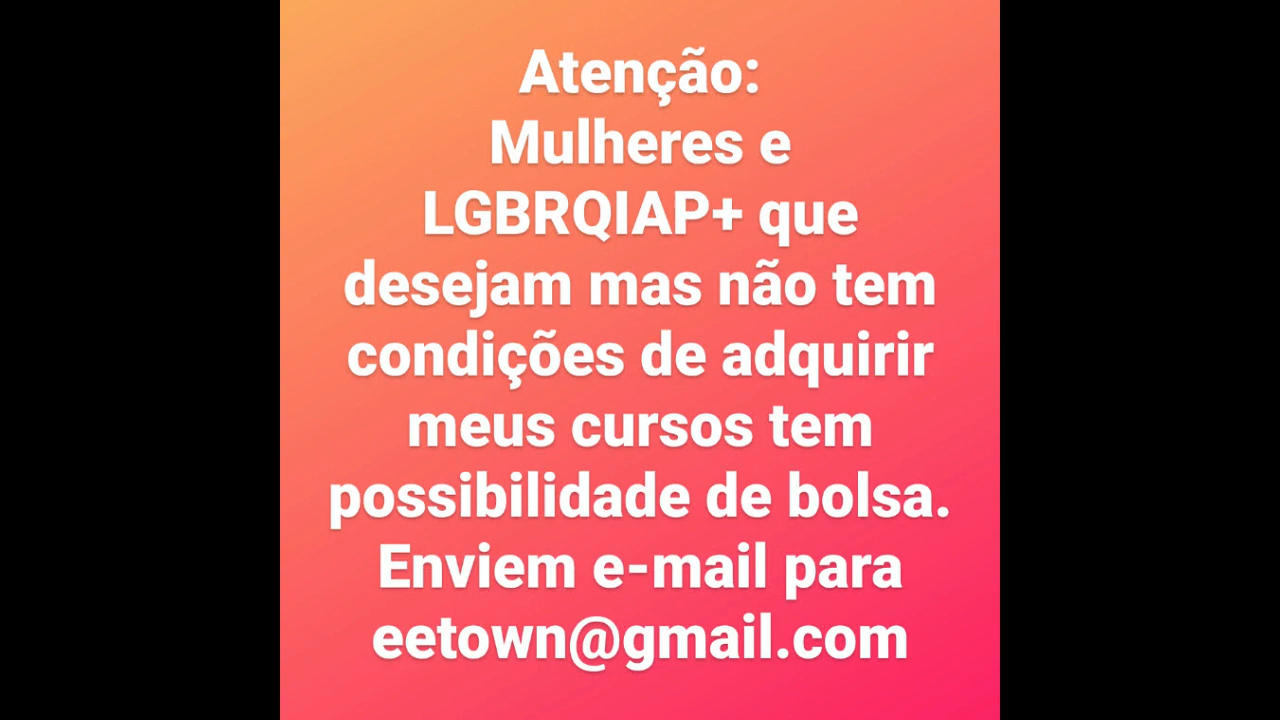 Atenção:
Mulheres e
LGBRQIAP+ que
desejam mas não tem
condições de adquirir
meus cursos tem
possibilidade de bolsa.
Enviem e-mail para
eetown@gmail.com